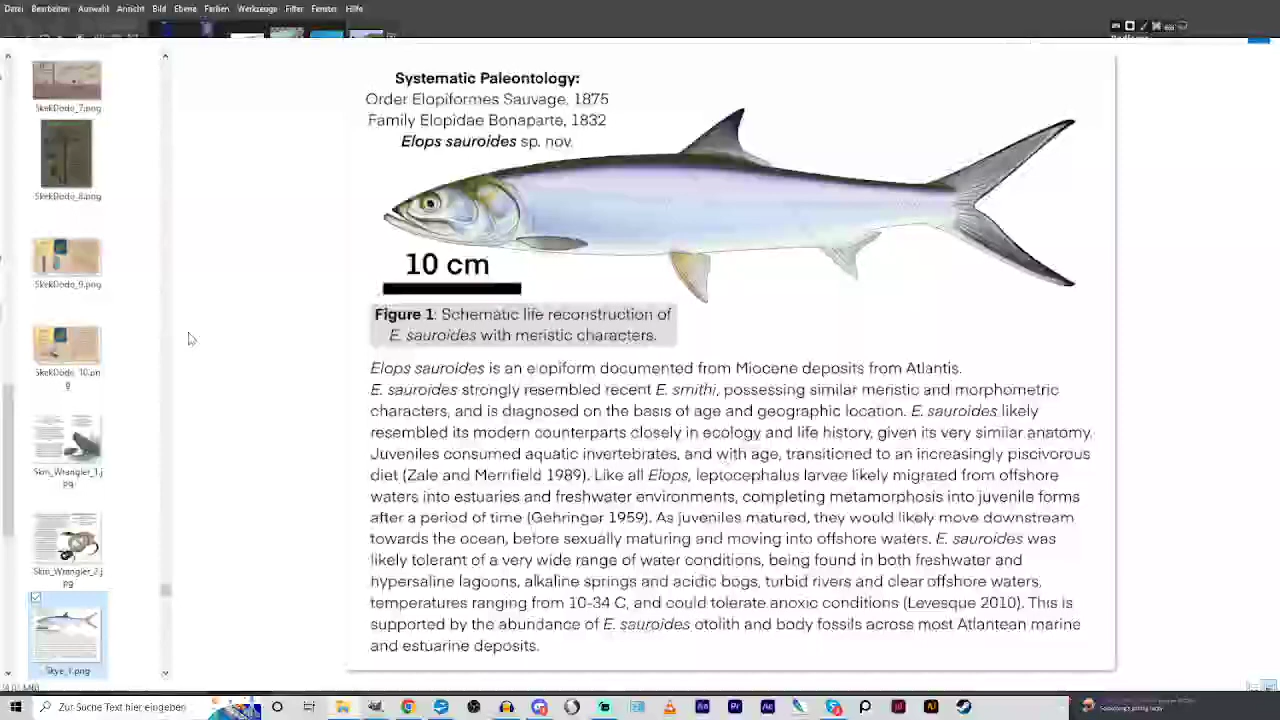 Datei Bearbeiten Auswahl Ansicht Bild Ebene Farben Werkzeuge Filter Fenster Hilfe
SkekDodo_7.png
SkekDodo_8.png
SkekDodo_9.png
SkekDodo_10.pn
g
Skin_Wrangler_1.j
pg
Skin_Wrangler_2.j
pg
Skye_1.png
Systematic Paleontology:
Order Elopiformes Sauvage, 1875
Family Elopidae Bonaparte, 1832
Elops sauroides sp. nov.
10 cm
Figure 1: Schematic life reconstruction of
E. sauroides with meristic characters.
Elops sauroides is an elopiform documented from Miocene deposits from Atlantis.
E. sauroides strongly resembled recent E. smithi, possessing similar meristic and morphometric
characters, and is diagnosed on the basis of age and geographic location. E. sauroides likely
resembled its modern counterparts closely in ecology and life history, given its very similar anatomy.
Juveniles consumed aquatic invertebrates, and with age, transitioned to an increasingly piscivorous
diet (Zale and Merrifield 1989). Like all Elops, leptocephalus larvae likely migrated from offshore
waters into estuaries and freshwater environments, completing metamorphosis into juvenile forms
after a period of time (Gehringer 1959). As juveniles matured, they would likely move downstream
towards the ocean, before sexually maturing and moving into offshore waters. E. sauroides was
likely tolerant of a very wide range of water conditions, being found in both freshwater and
hypersaline lagoons, alkaline springs and acidic bogs, turbid rivers and clear offshore waters,
temperatures ranging from 10-34 C, and could tolerate anoxic conditions (Levesque 2010). This is
supported by the abundance of E. sauroides otolith and body fossils across most Atlantean marine
and estuarine deposits.
Zur Suche Text hier eingeben